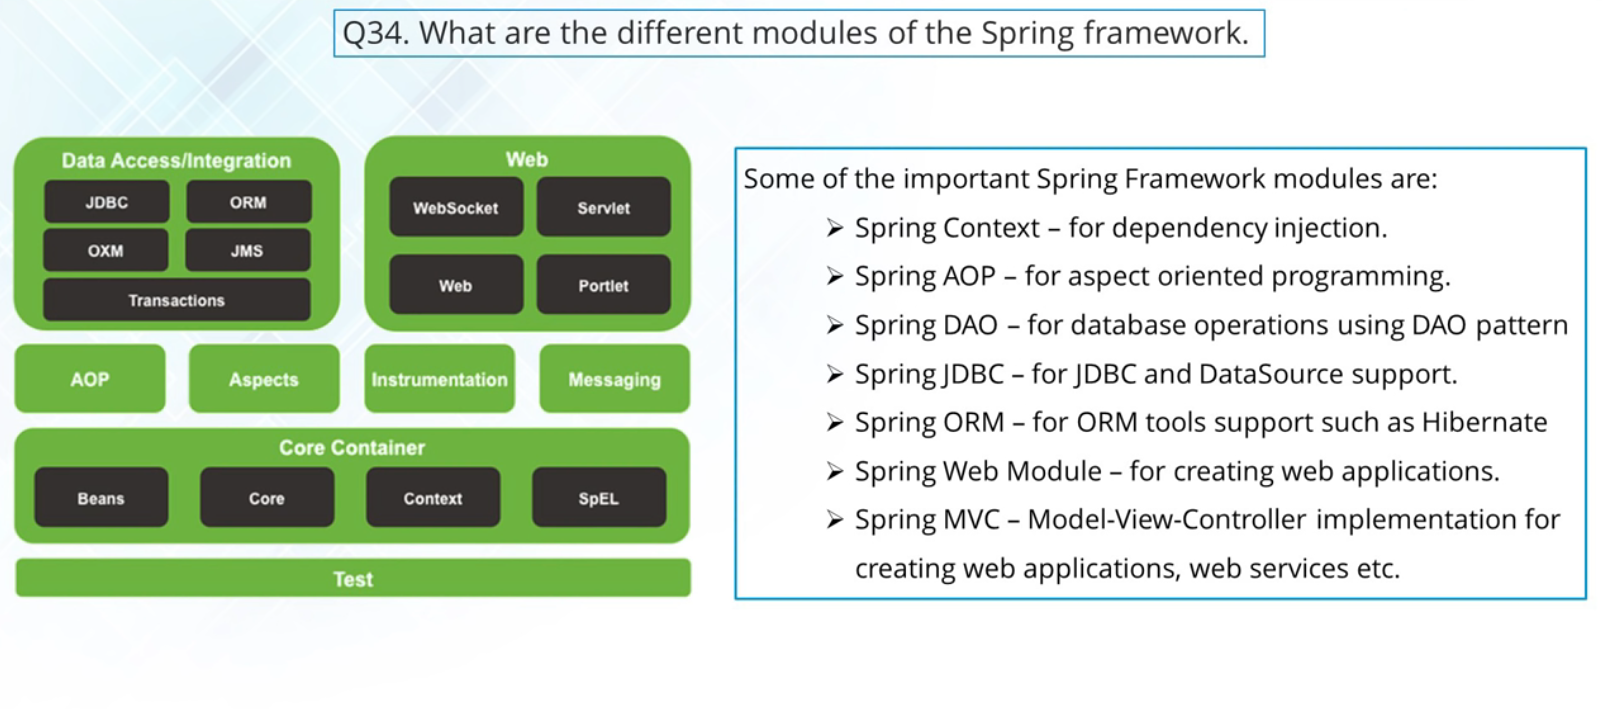 Q34. What are the different modules of the Spring framework.
Data Access/Integration
JDBC
ORM
OXM
JMS
Transactions
Web
WebSocket
Servlet
Web
Portlet
AOP
Aspects
Instrumentation
Messaging
Core Container
Beans
Core
Context
SpEL
Test
Some of the important Spring Framework modules are:
➢ Spring Context – for dependency injection.
➢ Spring AOP – for aspect oriented programming.
➢ Spring DAO – for database operations using DAO pattern
➢ Spring JDBC – for JDBC and DataSource support.
➢ Spring ORM – for ORM tools support such as Hibernate
➢ Spring Web Module – for creating web applications.
➢ Spring MVC – Model-View-Controller implementation for
creating web applications, web services etc.